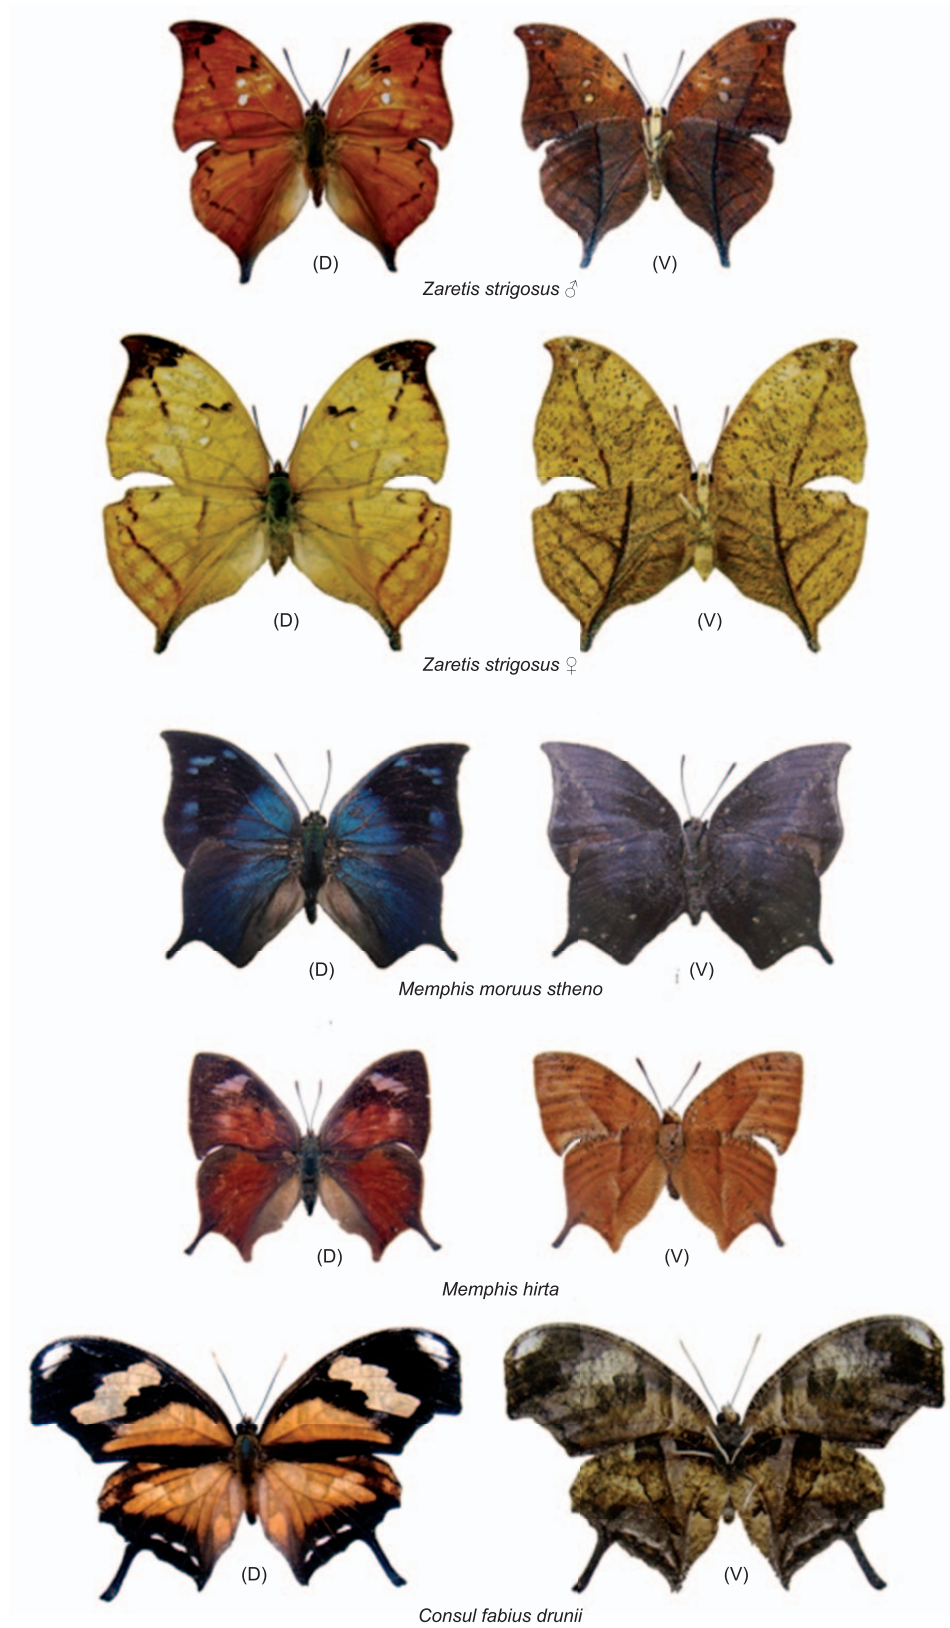 (D) (V)
Zaretis strigosus ♂
(D) (V)
Zaretis strigosus ♀
(D) (V)
Memphis moruus stheno
(D) (V)
Memphis hirta
(D) (V)
Consul fabius drunii